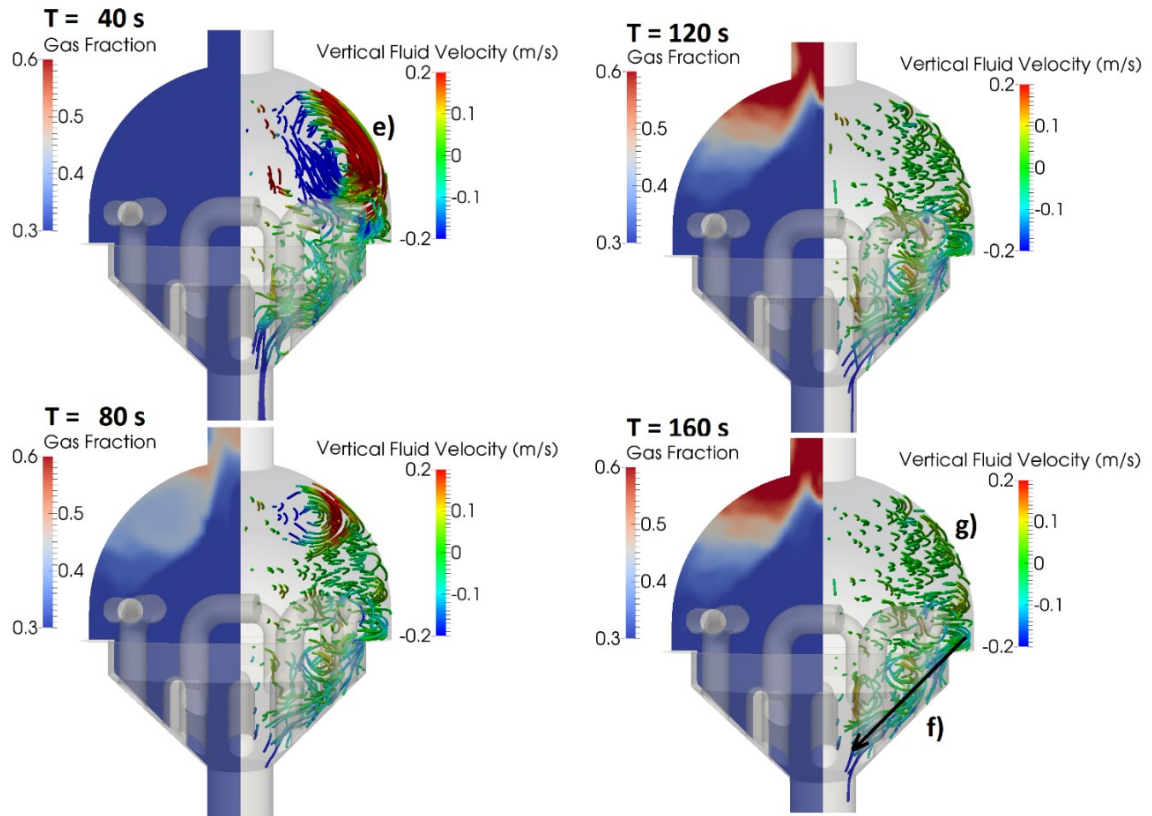 T = 40 s
Gas Fraction
0.6
0.5
0.4
0.3
Vertical Fluid Velocity (m/s)
0.2
0.1
0
-0.1
-0.2
e)
T = 120 s
Gas Fraction
0.6
0.5
0.4
0.3
Vertical Fluid Velocity (m/s)
0.2
0.1
0
-0.1
-0.2
T = 80 s
Gas Fraction
0.6
0.5
0.4
0.3
Vertical Fluid Velocity (m/s)
0.2
0.1
0
-0.1
-0.2
T = 160 s
Gas Fraction
0.6
0.5
0.4
0.3
Vertical Fluid Velocity (m/s)
0.2
0.1
0
-0.1
-0.2
g)
f)